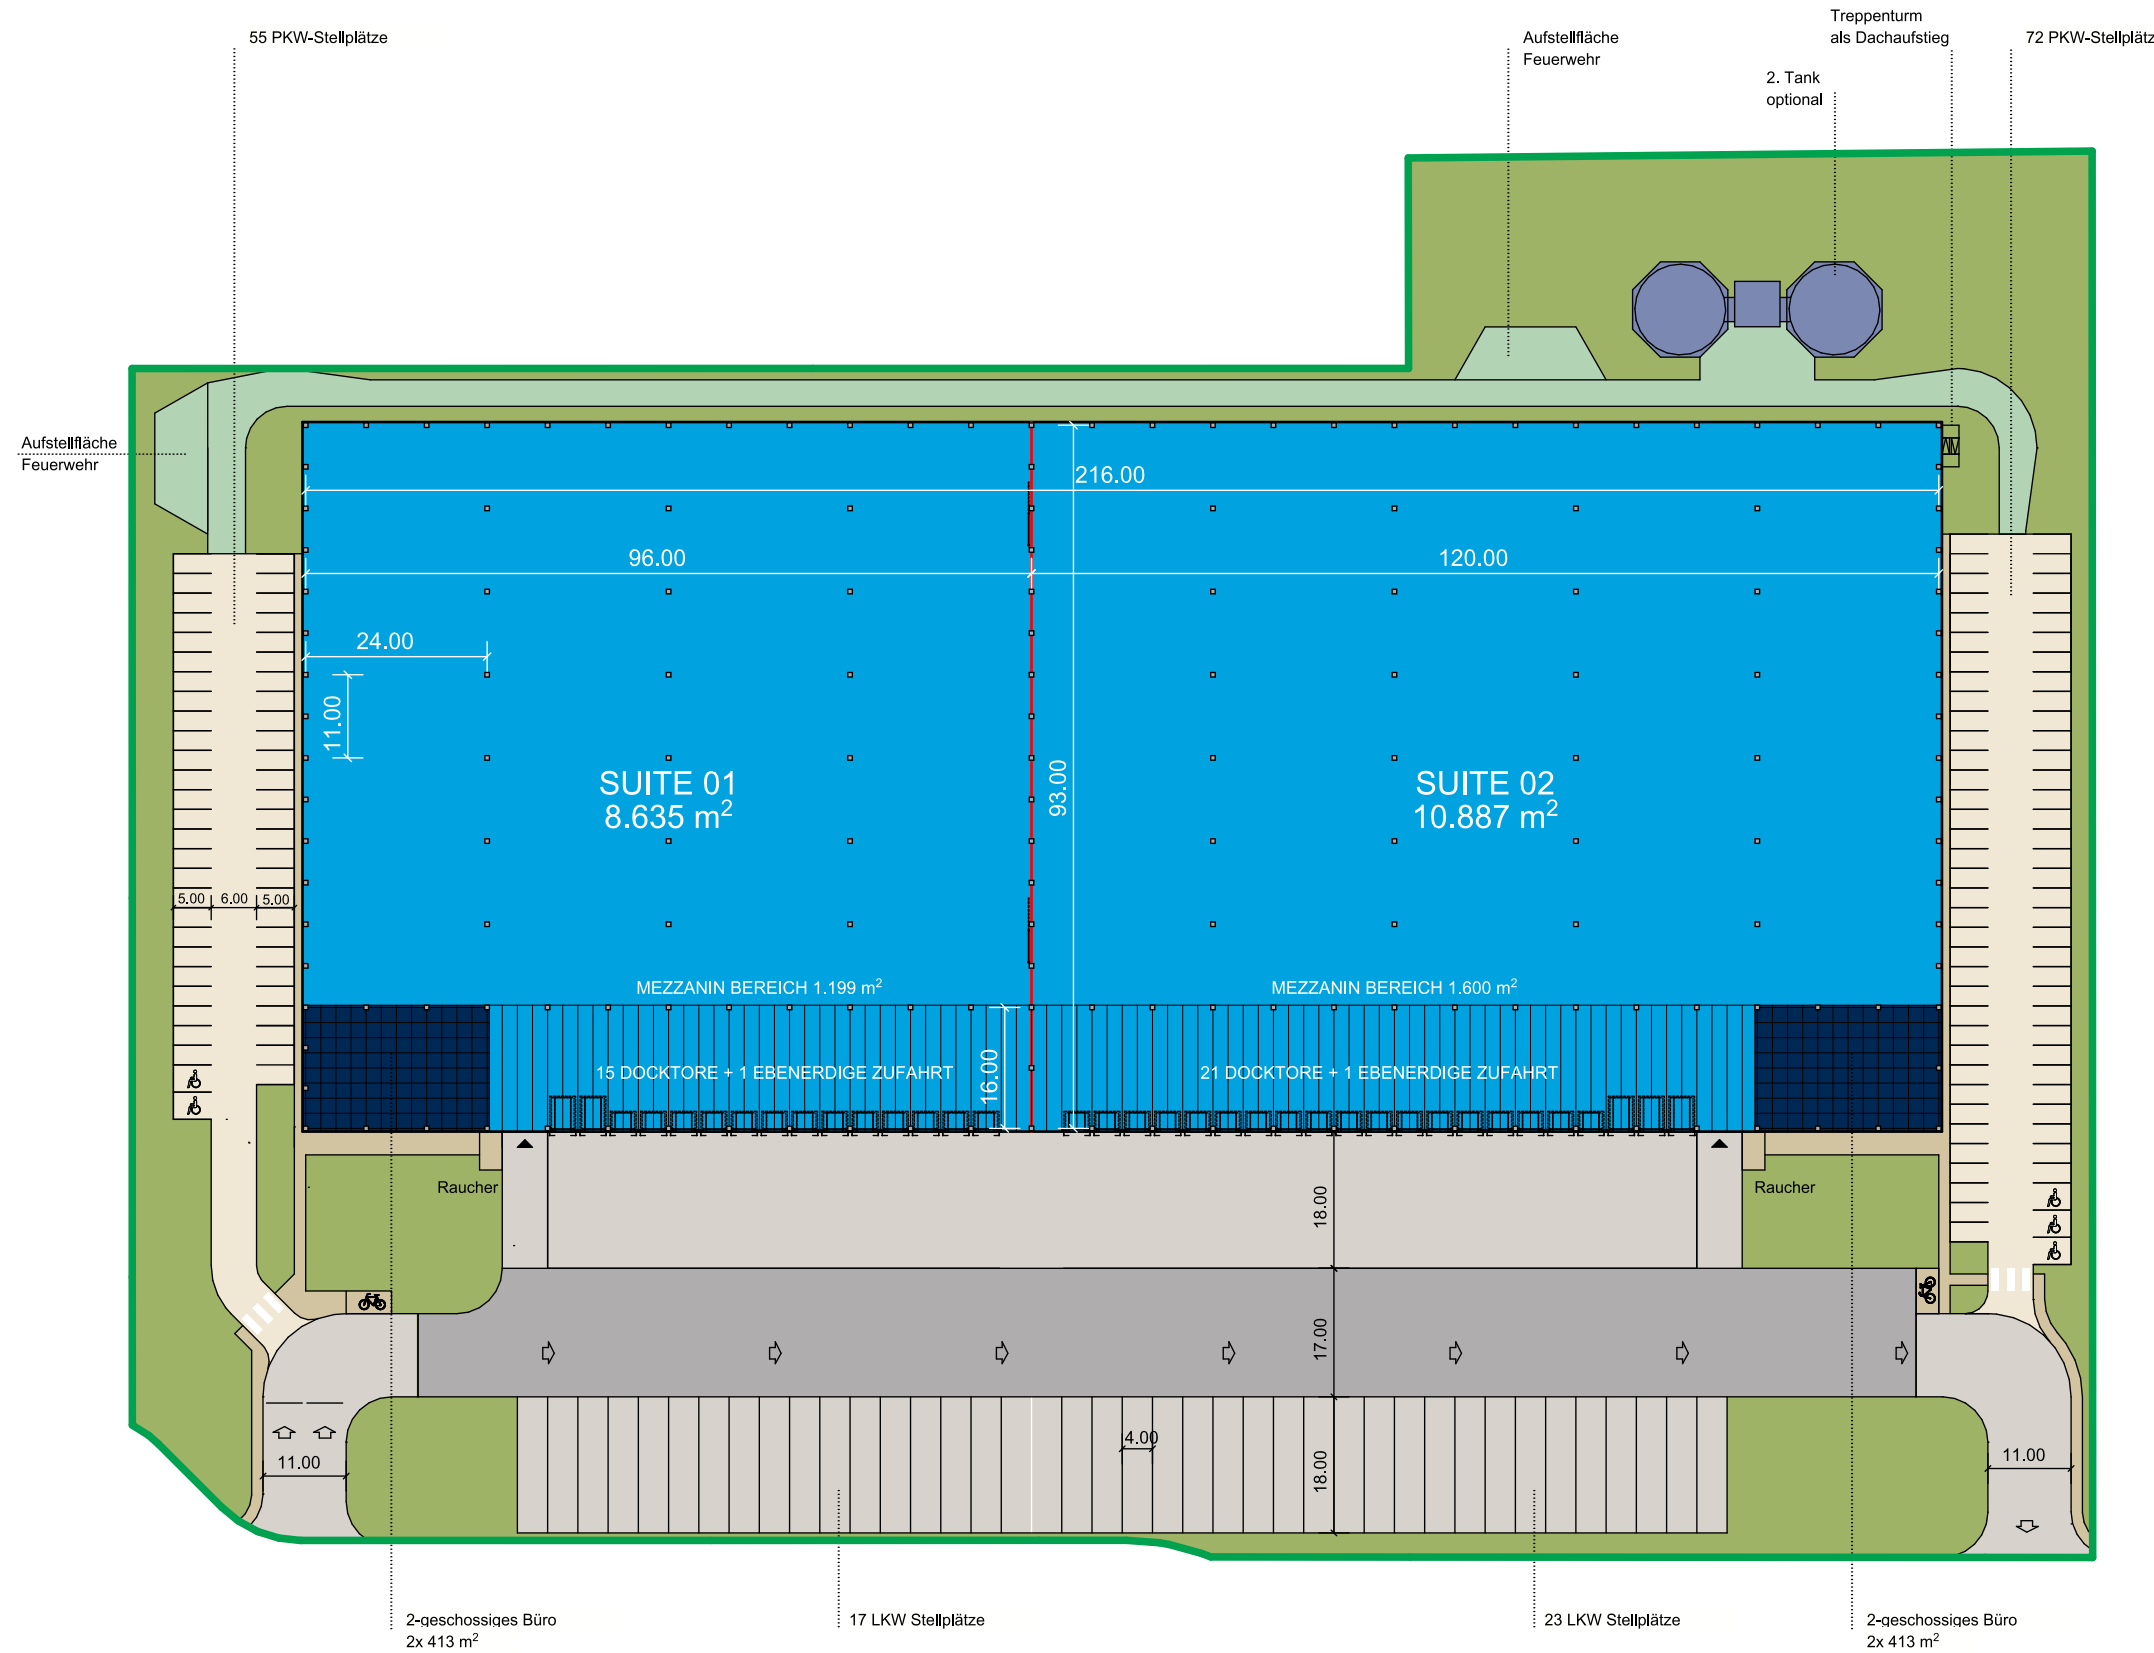 55 PKW-Stellplätze
Aufstellfläche
Feuerwehr
Treppenturm
als Dachaufstieg
72 PKW-Stellplätz
2. Tank
optional
Aufstellfläche
Feuerwehr
216.00
96.00
120.00
24.00
11.00
93.00
SUITE 01
8.635 m²
SUITE 02
10.887 m²
5.00
6.00
5.00
MEZZANIN BEREICH 1.199 m²
MEZZANIN BEREICH 1.600 m²
16.00
15 DOCKTORE + 1 EBENERDIGE ZUFAHRT
21 DOCKTORE + 1 EBENERDIGE ZUFAHRT
Raucher
18.00
Raucher
17.00
4.00
18.00
11.00
11.00
2-geschossiges Büro
2x 413 m²
17 LKW Stellplätze
23 LKW Stellplätze
2-geschossiges Büro
2x 413 m²